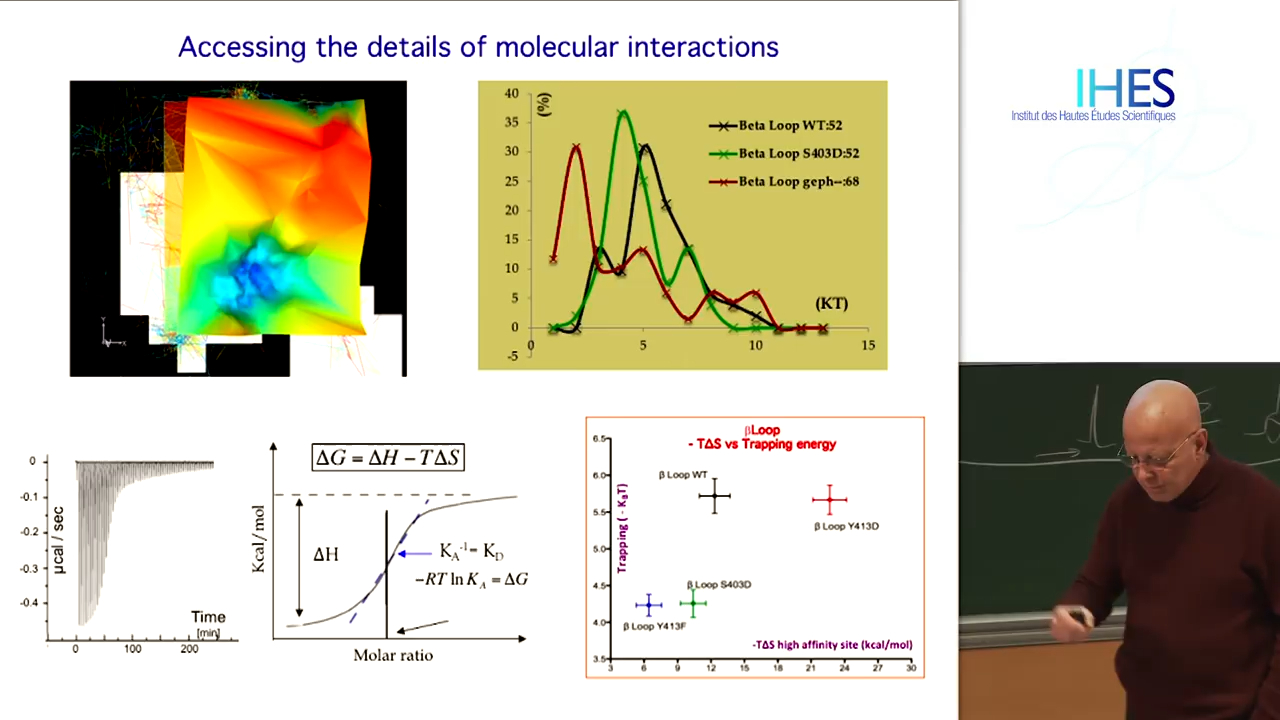 Accessing the details of molecular interactions
IHES
Institut des Hautes Études Scientifiques
(%)
40
35
30
25
20
15
10
5
0
-5
0 5 10 15
(KT)
Beta Loop WT:52
Beta Loop S403D:52
Beta Loop geph--:68
0
-0.1
-0.2
-0.3
-0.4
µcal / sec
Time
[min]
0 100 200
ΔG = ΔH − TΔS
Kcal/mol
ΔH
K_A^-1 = K_D
−RT ln K_A = ΔG
Molar ratio
βLoop
- TΔS vs Trapping energy
Trapping ( - K_BT)
6.5
6.0
5.5
5.0
4.5
4.0
3.5
β Loop WT
β Loop Y413D
β Loop S403D
β Loop Y413F
-TΔS high affinity site (kcal/mol)
3 6 9 12 15 18 21 24 27 30